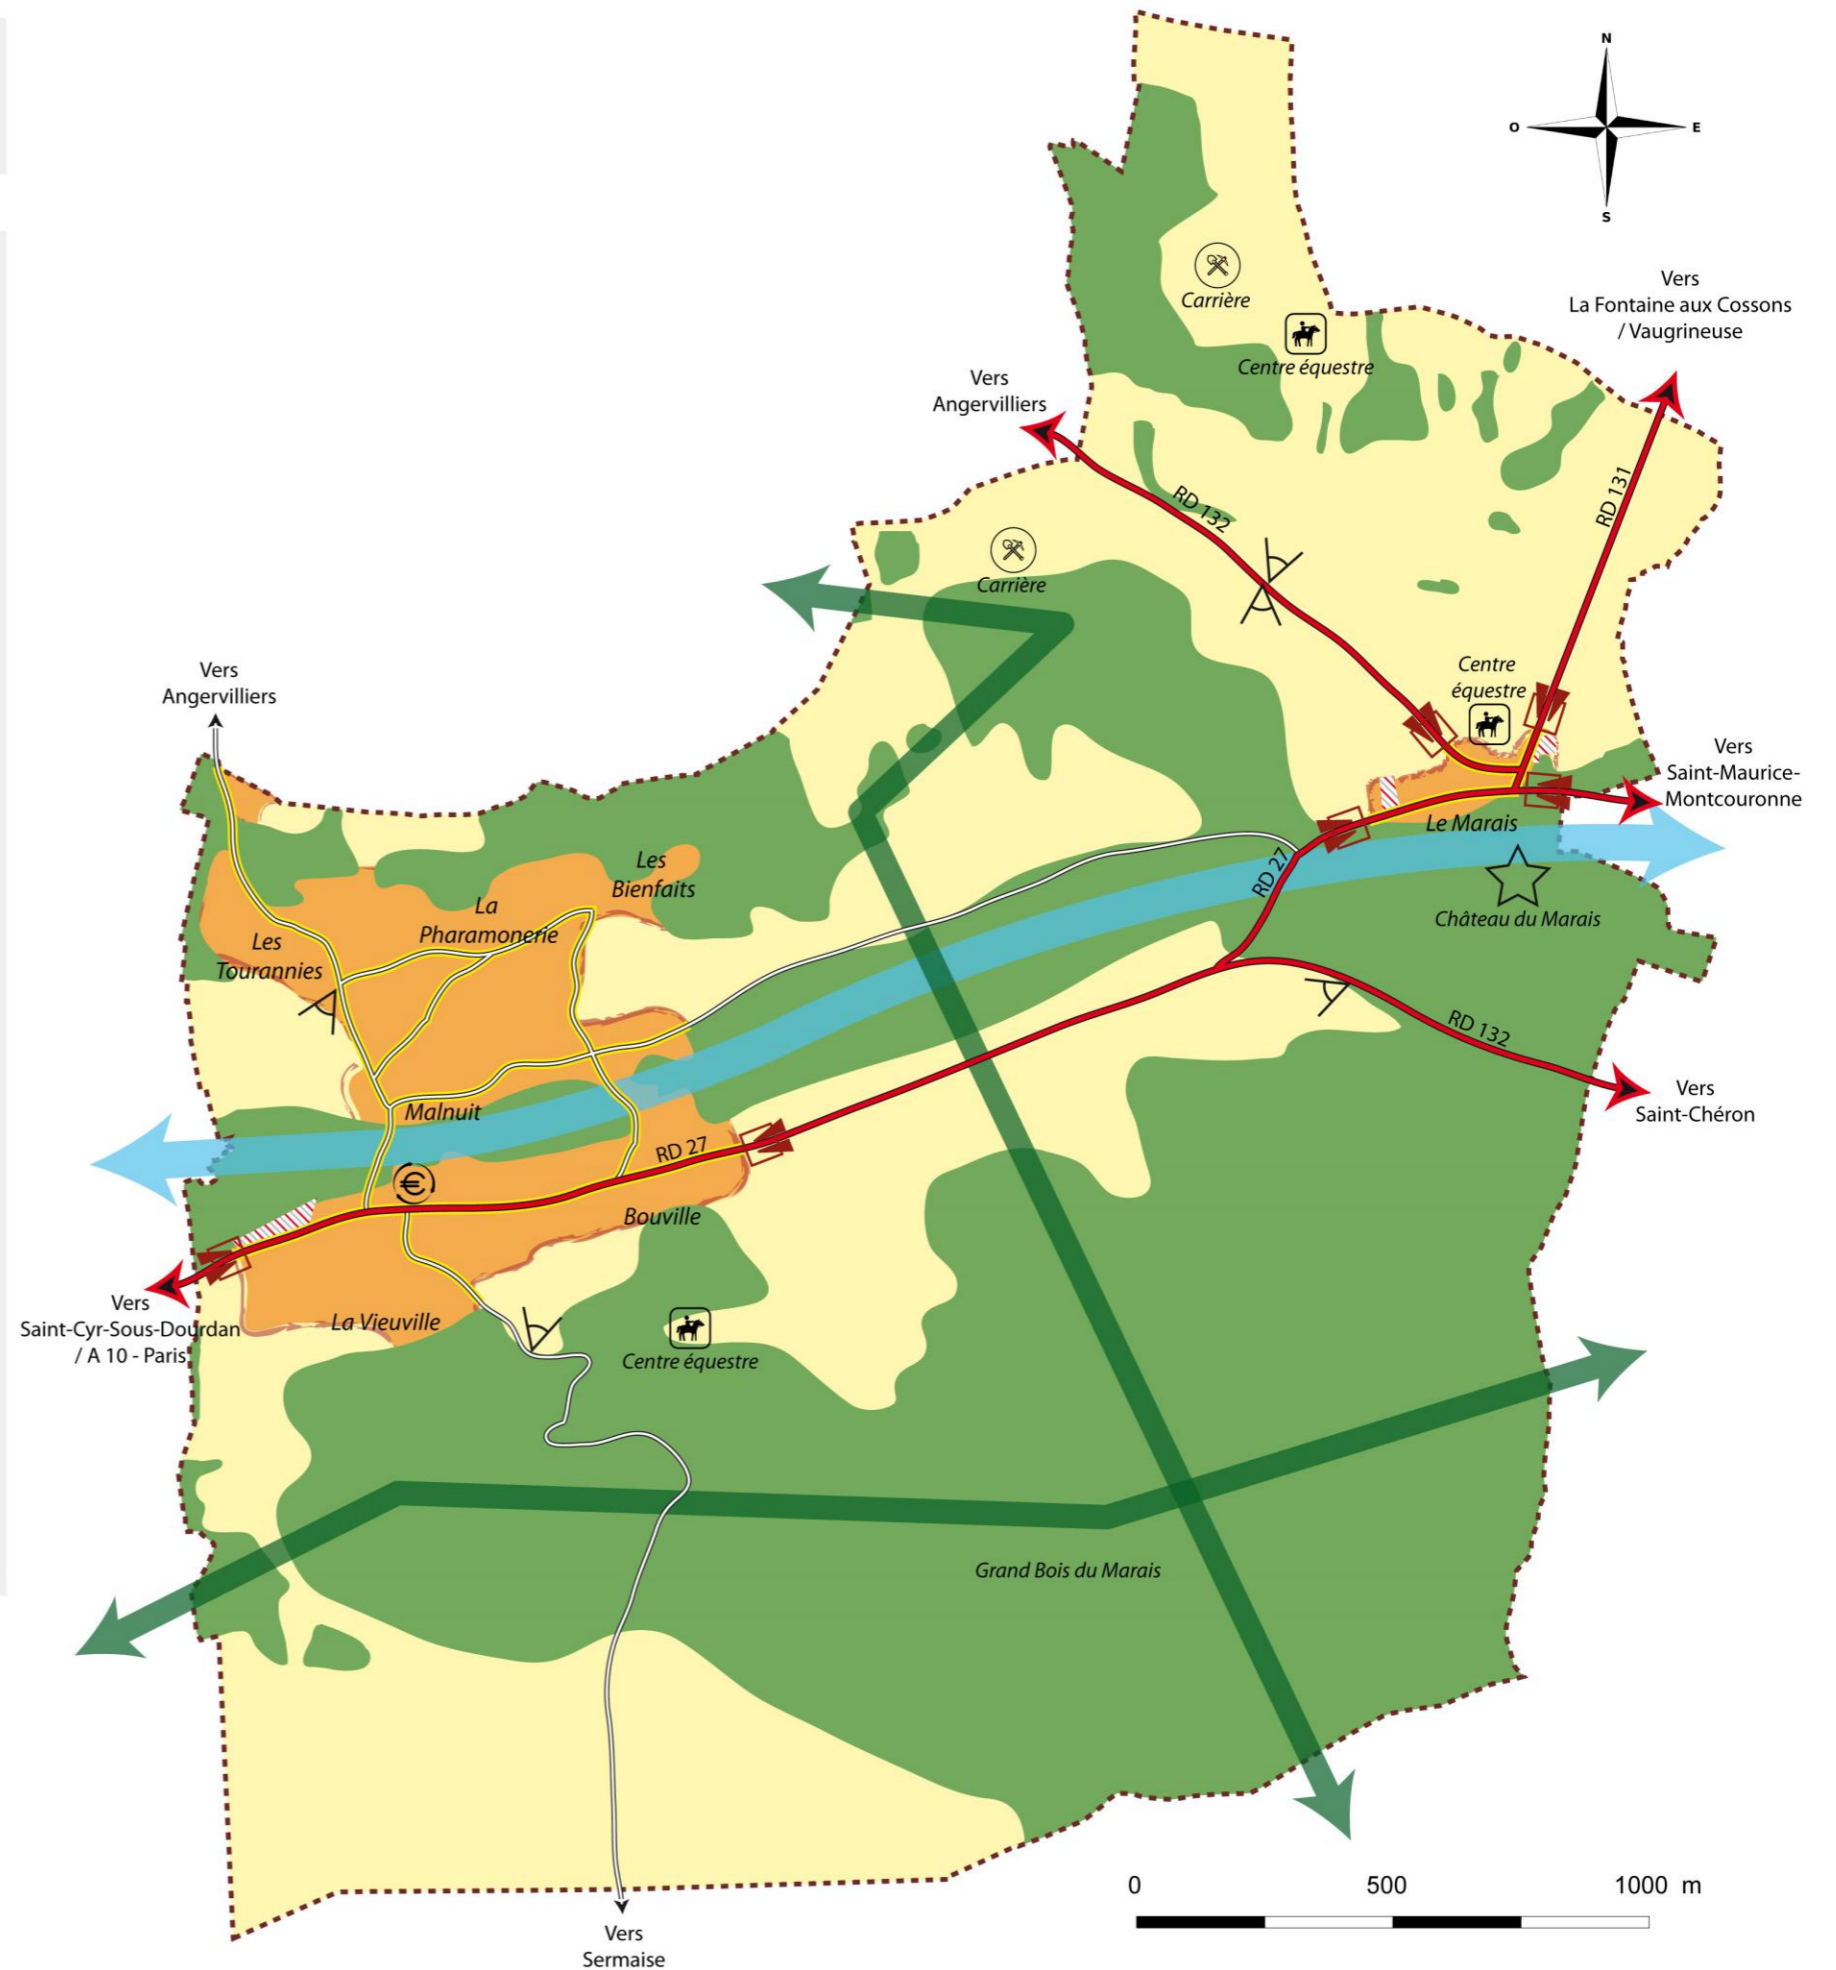 N
O
E
S
Vers
La Fontaine aux Cossons
/ Vaugrineuse
Carrière
Centre équestre
Vers
Angervilliers
RD 132
RD 131
Carrière
Centre
équestre
Vers
Angervilliers
Vers
Saint-Maurice-
Montcouronne
Le Marais
Les
Bienfaits
RD 27
La
Pharamonerie
Château du Marais
Les
Tourannies
RD 132
Malnuit
Vers
Saint-Chéron
RD 27
€
Bouville
Vers
Saint-Cyr-Sous-Dourdan
/ A 10 - Paris
La Vieuville
Centre équestre
Grand Bois du Marais
0 500 1000 m
Vers
Sermaise